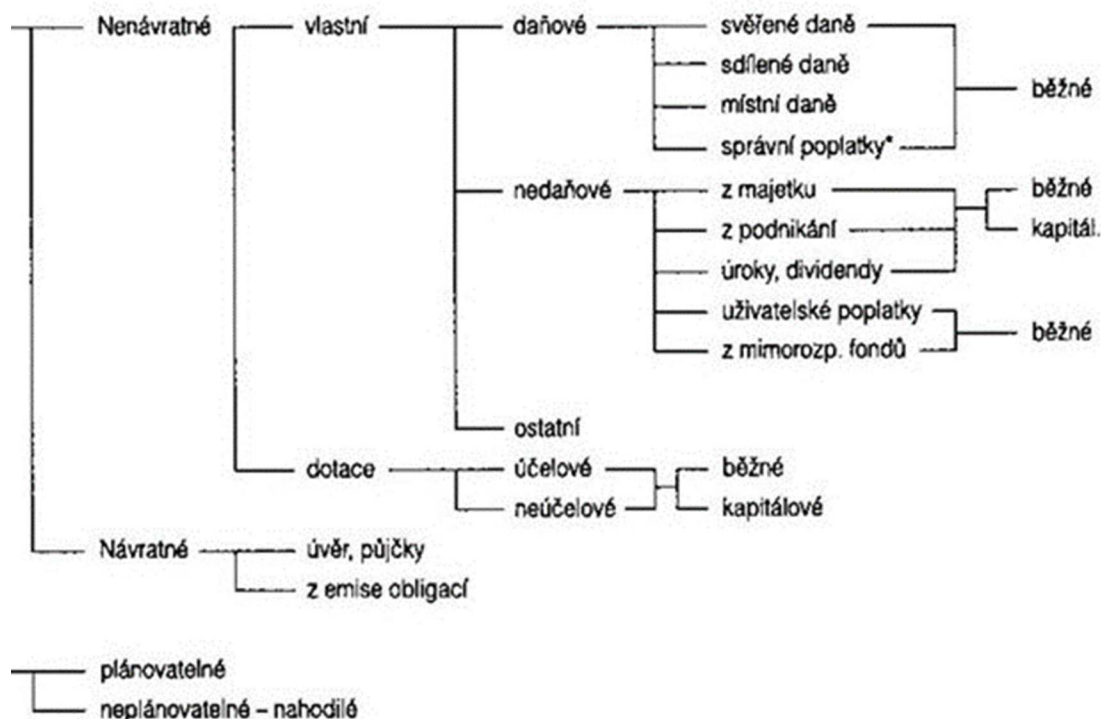 Nenávratné vlastní daňové svěřené daně
sdílené daně
běžné
místní daně
správní poplatky*
nedaňové z majetku běžné
z podnikání kapitál.
úroky, dividendy
uživatelské poplatky
běžné
z mimorozp. fondů
ostatní
dotace účelové běžné
neúčelové kapitálové
Návratné úvěr, půjčky
z emise obligací
plánovatelné
neplánovatelné – nahodilé